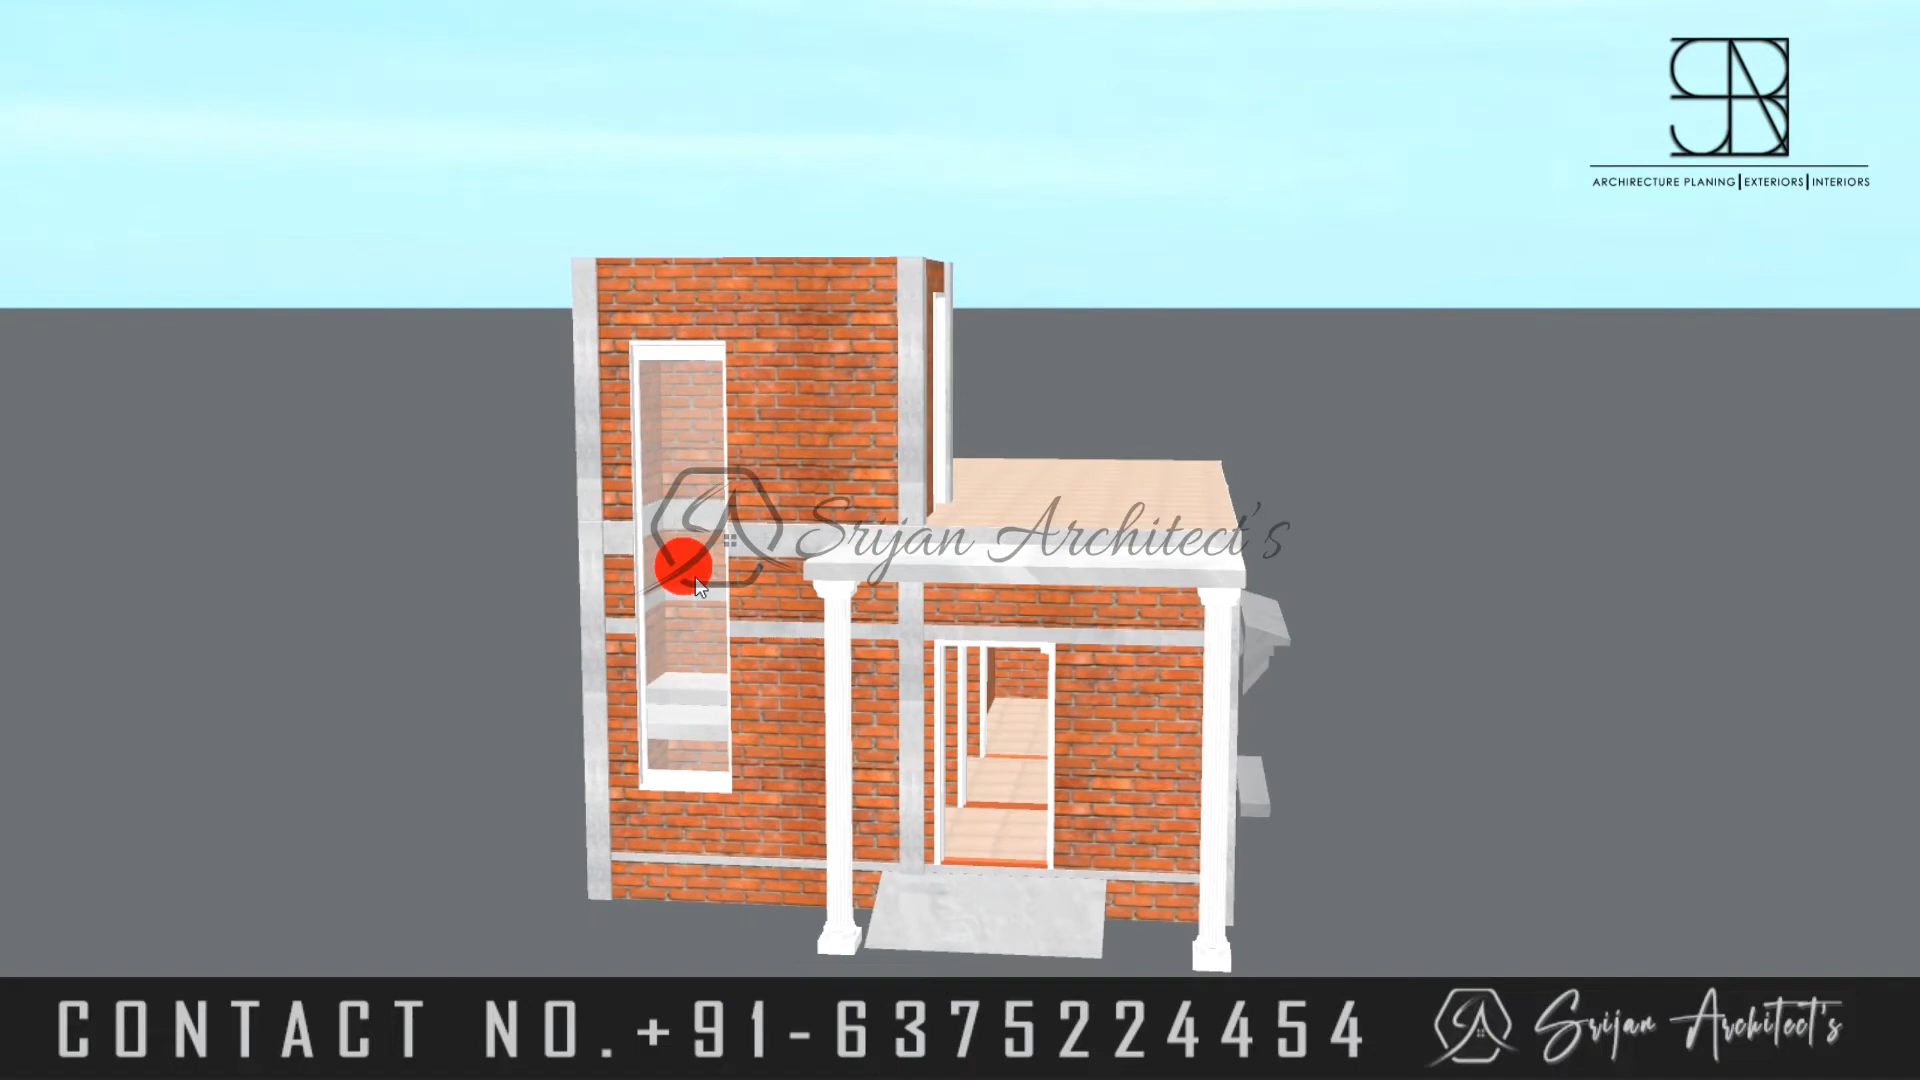 ARCHIRECTURE PLANING|EXTERIORS|INTERIORS
Srijan Architect's
CONTACT NO.+91-6375224454
Srijan Architect's